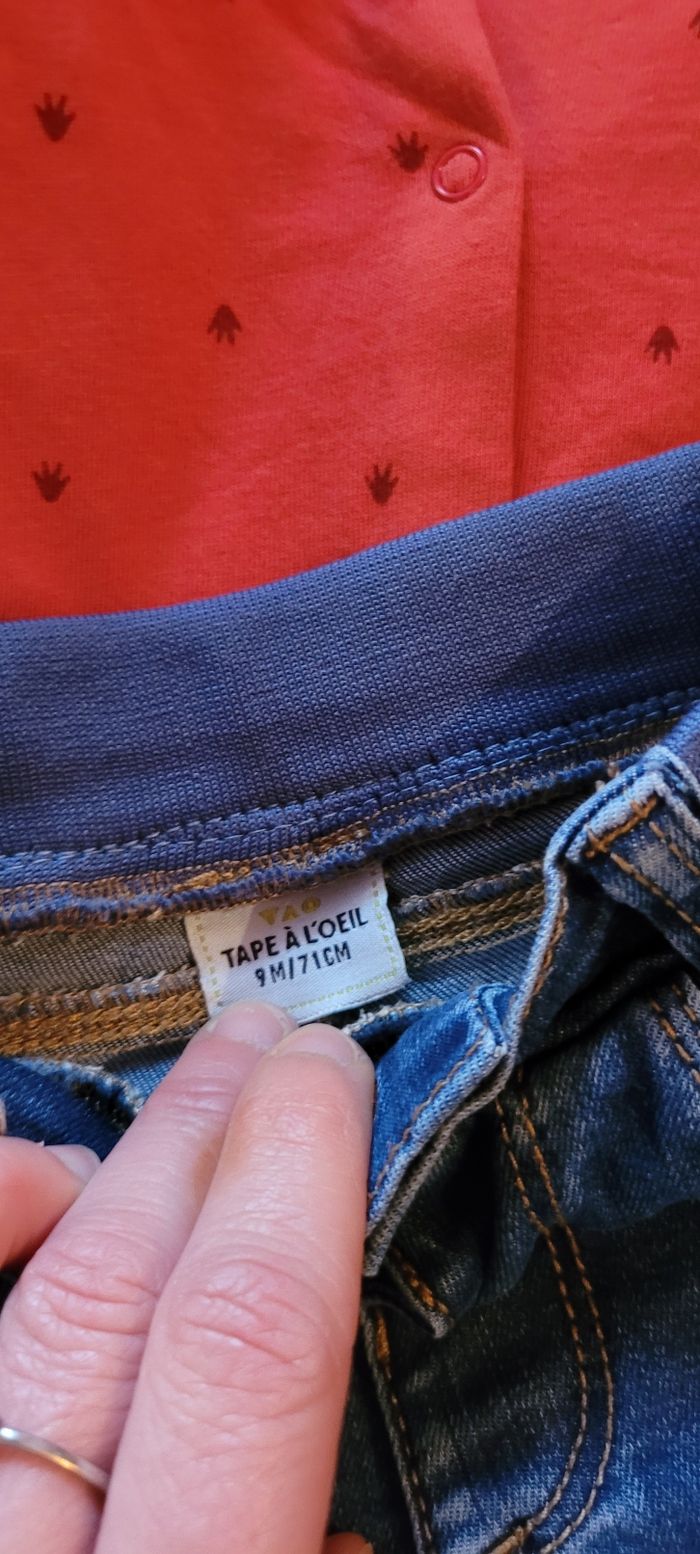 TAO
TAPE À L'OEIL
9M/71CM